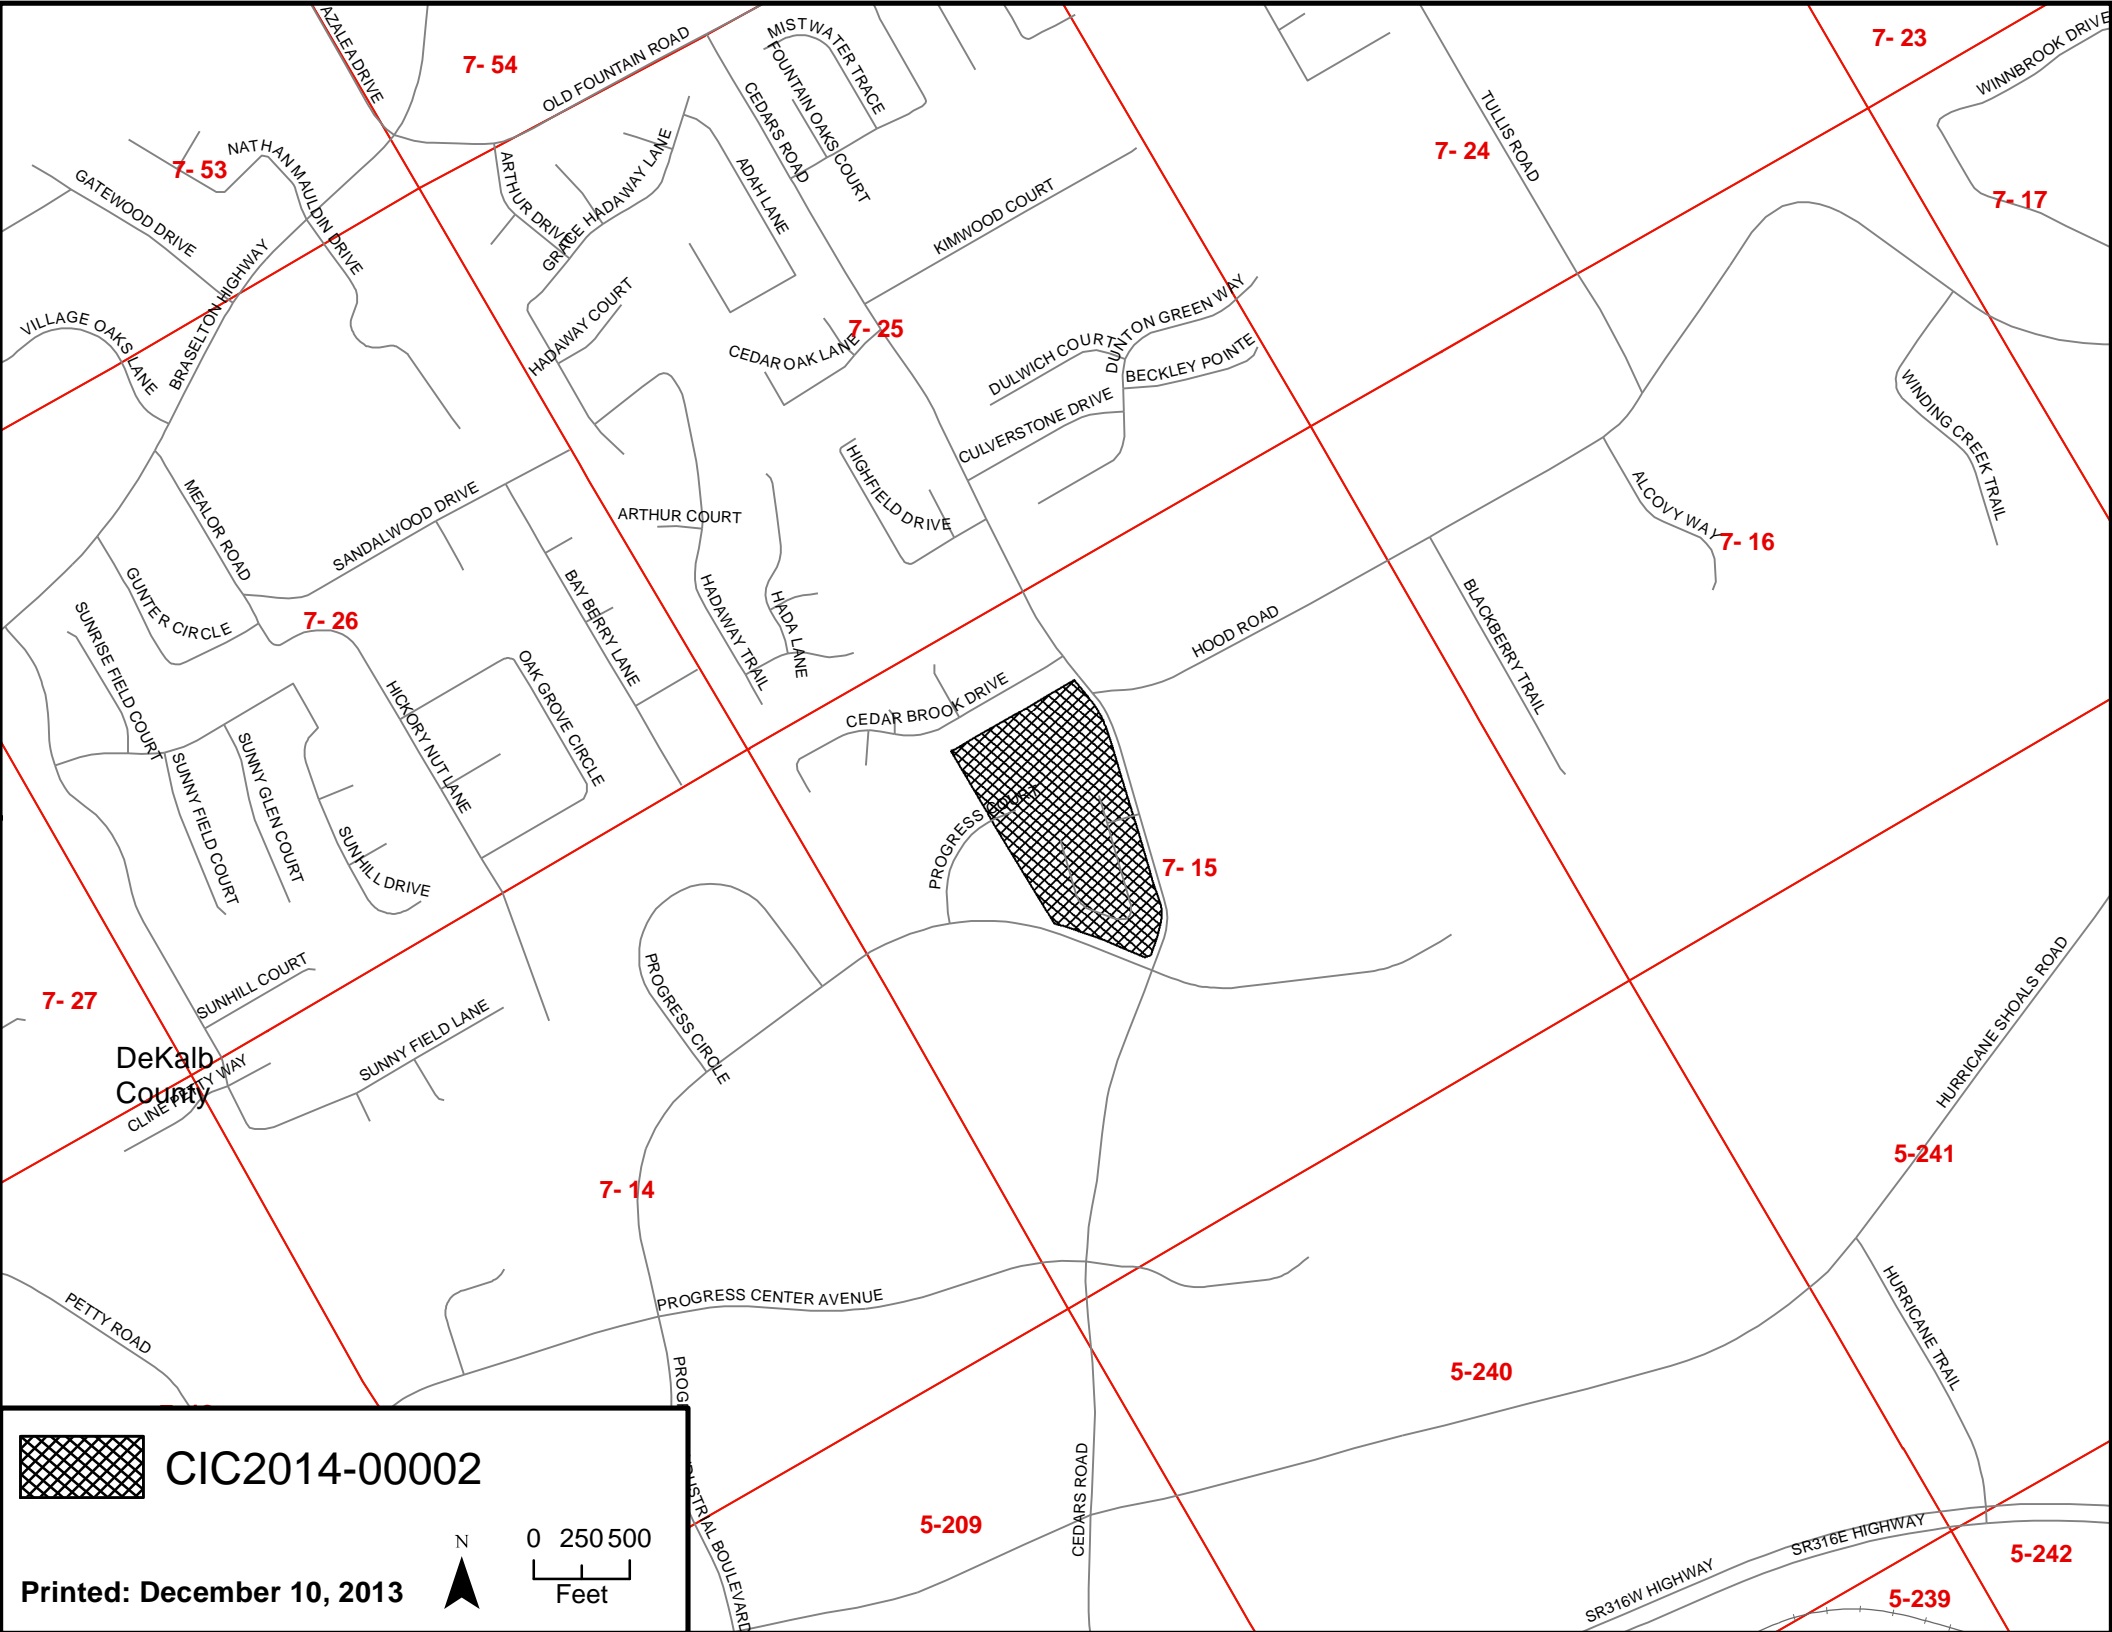 AZALEA DRIVE
7- 54
OLD FOUNTAIN ROAD
MISTWATER TRACE
FOUNTAIN OAKS COURT
CEDARS ROAD
7- 23
WINNBROOK DRIVE
TULLIS ROAD
7- 24
7- 53
NATHAN MAULDIN DRIVE
GATEWOOD DRIVE
ARTHUR DRIVE
GRACE HADAWAY LANE
ADAH LANE
KIMWOOD COURT
7- 17
BRASELTON HIGHWAY
VILLAGE OAKS LANE
HADAWAY COURT
CEDAR OAK LANE
7- 25
DULWICH COURT
DUNTON GREEN WAY
BECKLEY POINTE
CULVERSTONE DRIVE
WINDING CREEK TRAIL
MEALOR ROAD
SANDALWOOD DRIVE
ARTHUR COURT
HIGHFIELD DRIVE
ALCOVY WAY
7- 16
GUNTER CIRCLE
SUNRISE FIELD COURT
7- 26
BAY BERRY LANE
HADAWAY TRAIL
HADA LANE
HOOD ROAD
BLACKBERRY TRAIL
OAK GROVE CIRCLE
HICKORY NUT LANE
CEDAR BROOK DRIVE
SUNNY FIELD COURT
SUNNY GLEN COURT
SUNHILL DRIVE
PROGRESS COURT
7- 15
PROGRESS CIRCLE
SUNHILL COURT
7- 27
SUNNY FIELD LANE
DeKalb
County
CLINE PETTY WAY
HURRICANE SHOALS ROAD
5-241
7- 14
PETTY ROAD
PROGRESS CENTER AVENUE
HURRICANE TRAIL
5-240
PROG
USTRIAL BOULEVARD
CEDARS ROAD
5-209
SR316W HIGHWAY
SR316E HIGHWAY
5-242
5-239
CIC2014-00002
N
0 250 500
Feet
Printed: December 10, 2013